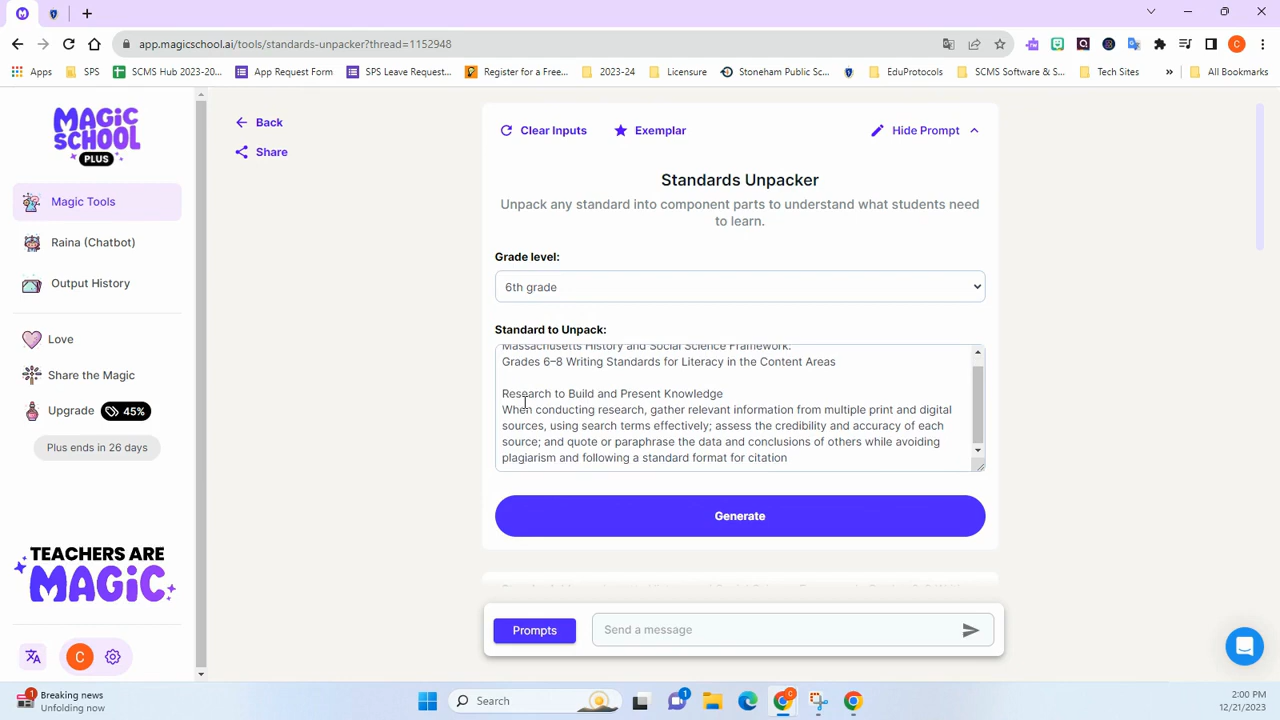 app.magicschool.ai/tools/standards-unpacker?thread=1152948
C
Apps
SPS
SCMS Hub 2023-20...
App Request Form
SPS Leave Request...
Register for a Free...
2023-24
Licensure
Stoneham Public Sc...
EduProtocols
SCMS Software & S...
Tech Sites
»
All Bookmarks
MAGIC
SCHOOL
PLUS
Magic Tools
Raina (Chatbot)
Output History
Love
Share the Magic
Upgrade 45%
Plus ends in 26 days
TEACHERS ARE
MAGIC
C
Back
Share
Clear Inputs
Exemplar
Hide Prompt
Standards Unpacker
Unpack any standard into component parts to understand what students need
to learn.
Grade level:
6th grade
Standard to Unpack:
Massachusetts History and Social Science Framework:
Grades 6–8 Writing Standards for Literacy in the Content Areas
Research to Build and Present Knowledge
When conducting research, gather relevant information from multiple print and digital
sources, using search terms effectively; assess the credibility and accuracy of each
source; and quote or paraphrase the data and conclusions of others while avoiding
plagiarism and following a standard format for citation
Generate
Prompts
Send a message
1
Breaking news
Unfolding now
Search
1
C
2:00 PM
12/21/2023